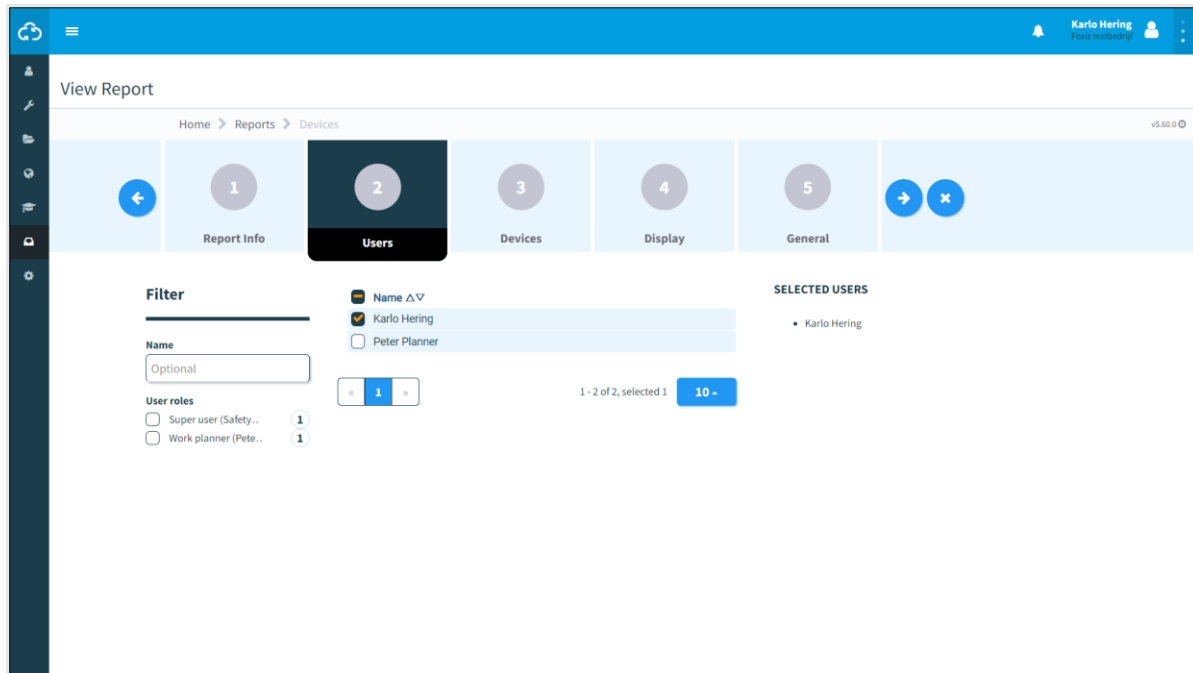 Karlo Hering
Foxiz testbedrijf
View Report
Home Reports Devices
v5.60.0
1
Report Info
2
Users
3
Devices
4
Display
5
General
Filter
Name
Optional
User roles
Super user (Safety.. 1
Work planner (Pete.. 1
Name
Karlo Hering
Peter Planner
« 1 »
1 - 2 of 2, selected 1
10
SELECTED USERS
• Karlo Hering